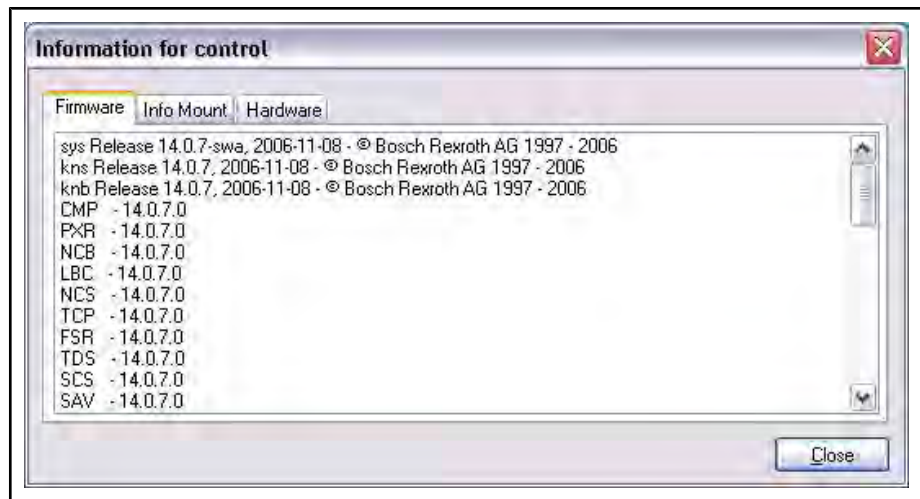 Information for control
Firmware Info Mount Hardware
sys Release 14.0.7-swa, 2006-11-08 - © Bosch Rexroth AG 1997 - 2006
kns Release 14.0.7, 2006-11-08 - © Bosch Rexroth AG 1997 - 2006
knb Release 14.0.7, 2006-11-08 - © Bosch Rexroth AG 1997 - 2006
CMP - 14.0.7.0
PXR - 14.0.7.0
NCB - 14.0.7.0
LBC - 14.0.7.0
NCS - 14.0.7.0
TCP - 14.0.7.0
FSR - 14.0.7.0
TDS - 14.0.7.0
SCS - 14.0.7.0
SAV - 14.0.7.0
Close